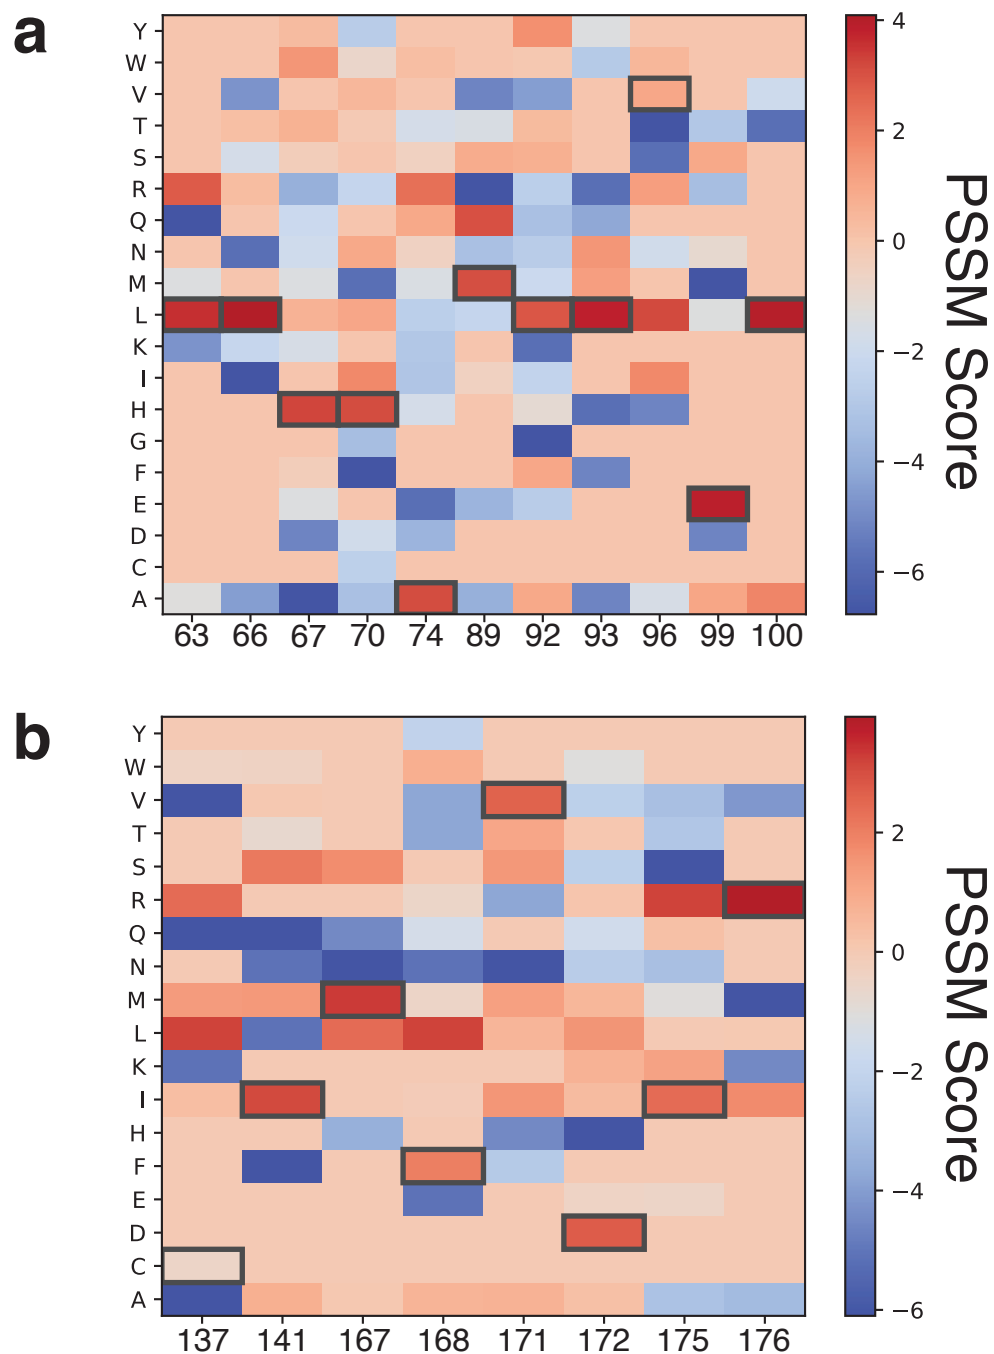 a
Y
W
V
T
S
R
Q
N
M
L
K
I
H
G
F
E
D
C
A
63 66 67 70 74 89 92 93 96 99 100
4
2
0
−2
−4
−6
PSSM Score
b
Y
W
V
T
S
R
Q
N
M
L
K
I
H
F
E
D
C
A
137 141 167 168 171 172 175 176
2
0
−2
−4
−6
PSSM Score